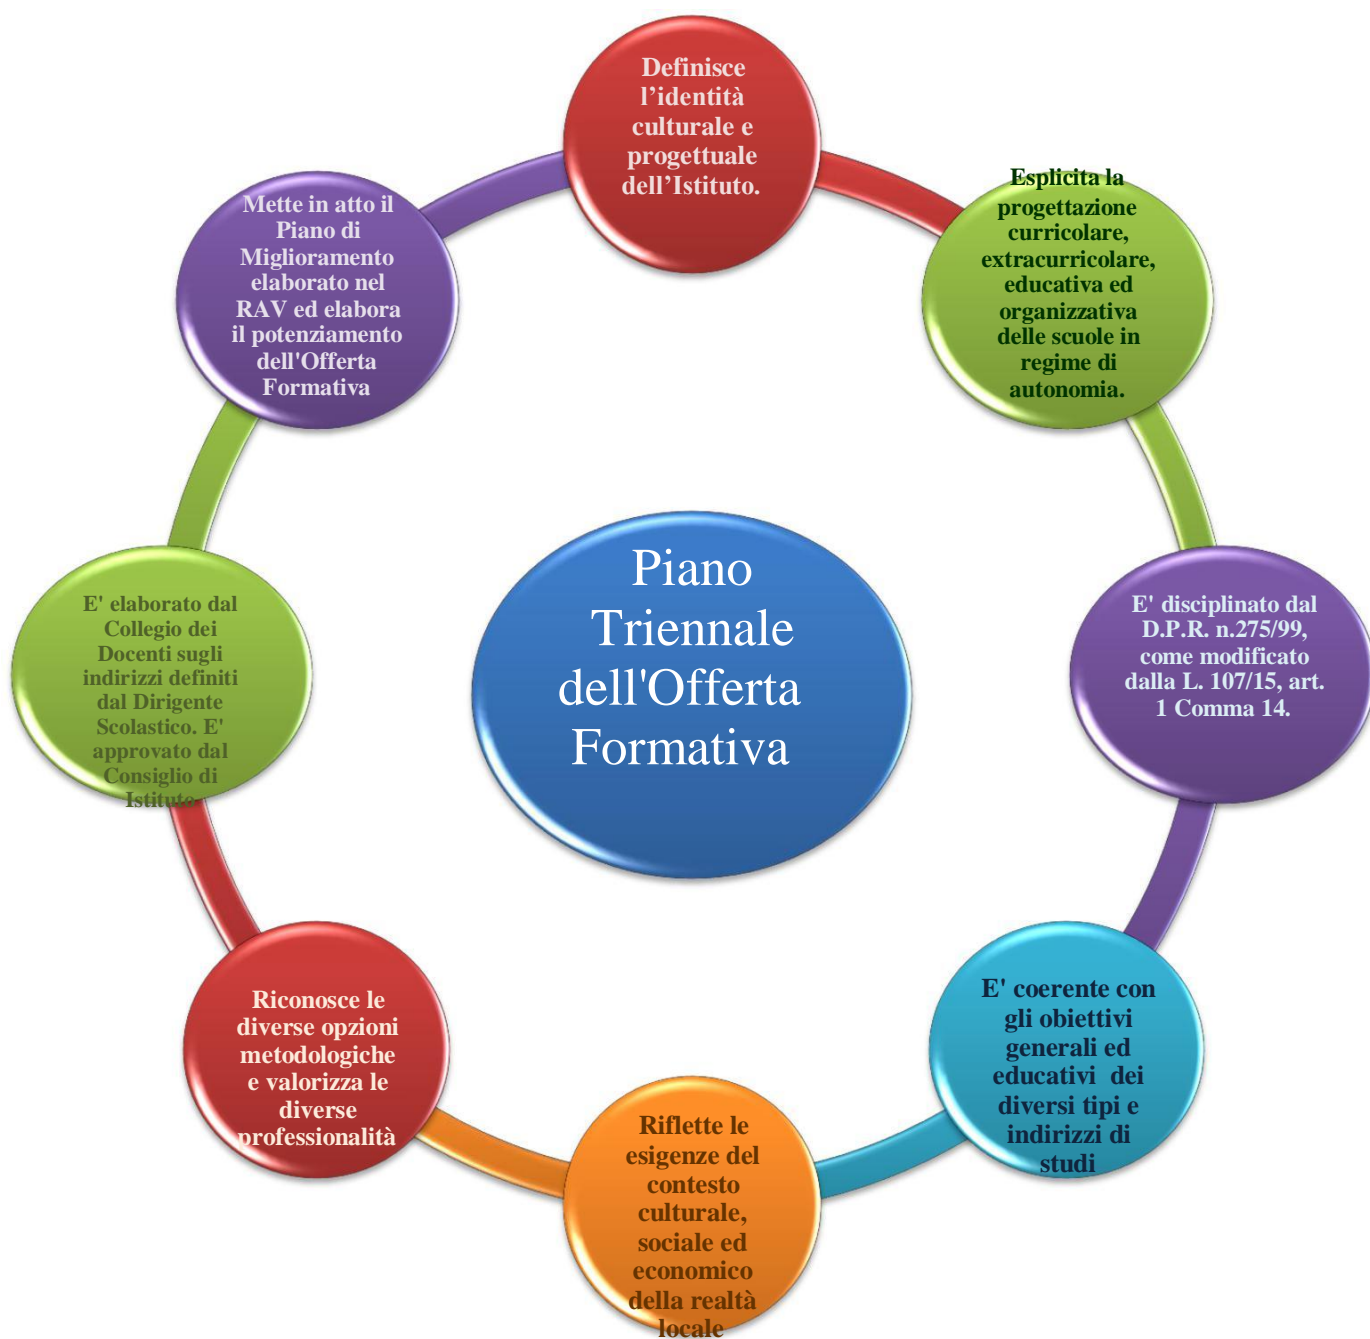 Definisce
l’identità
culturale e
progettuale
dell’Istituto.
Esplicita la
progettazione
curricolare,
extracurricolare,
educativa ed
organizzativa
delle scuole in
regime di
autonomia.
E' disciplinato dal
D.P.R. n.275/99,
come modificato
dalla L. 107/15, art.
1 Comma 14.
E' coerente con
gli obiettivi
generali ed
educativi dei
diversi tipi e
indirizzi di
studi
Riflette le
esigenze del
contesto
culturale,
sociale ed
economico
della realtà
locale
Riconosce le
diverse opzioni
metodologiche
e valorizza le
diverse
professionalità
E' elaborato dal
Collegio dei
Docenti sugli
indirizzi definiti
dal Dirigente
Scolastico. E'
approvato dal
Consiglio di
Istituto
Mette in atto il
Piano di
Miglioramento
elaborato nel
RAV ed elabora
il potenziamento
dell'Offerta
Formativa
Piano
Triennale
dell'Offerta
Formativa